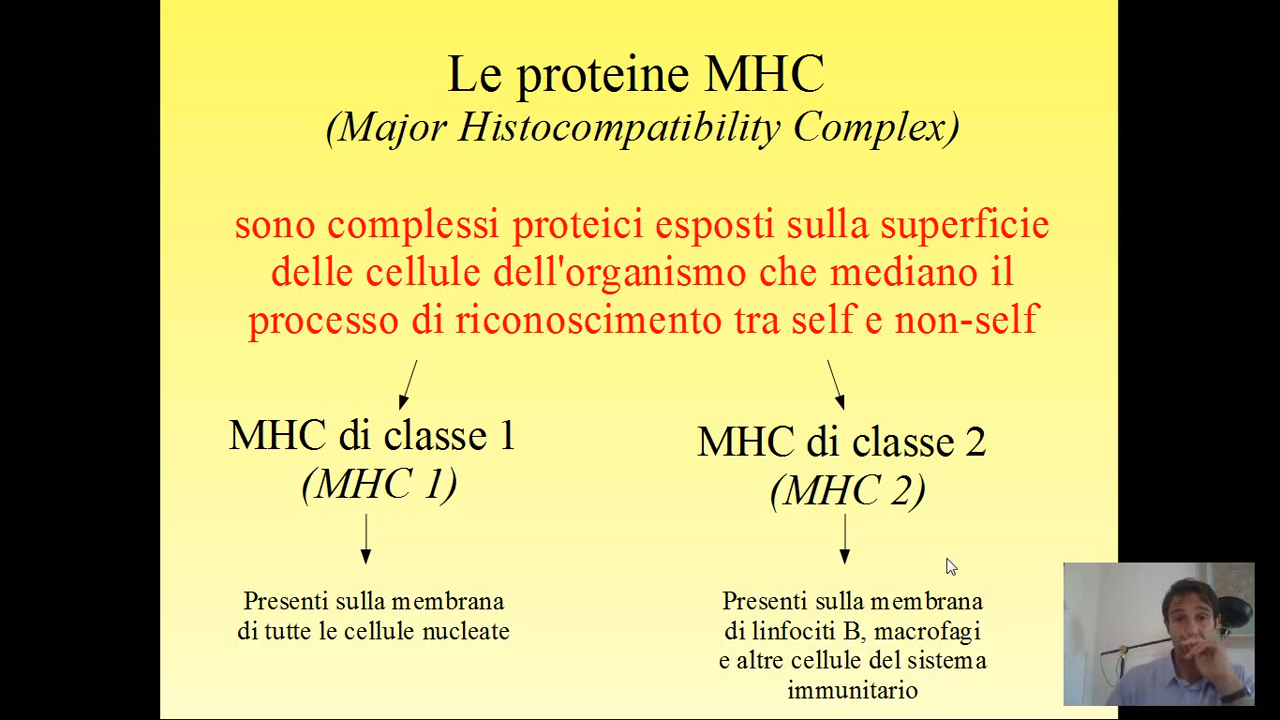 Le proteine MHC
(Major Histocompatibility Complex)
sono complessi proteici esposti sulla superficie
delle cellule dell'organismo che mediano il
processo di riconoscimento tra self e non-self
MHC di classe 1
(MHC 1)
Presenti sulla membrana
di tutte le cellule nucleate
MHC di classe 2
(MHC 2)
Presenti sulla membrana
di linfociti B, macrofagi
e altre cellule del sistema
immunitario